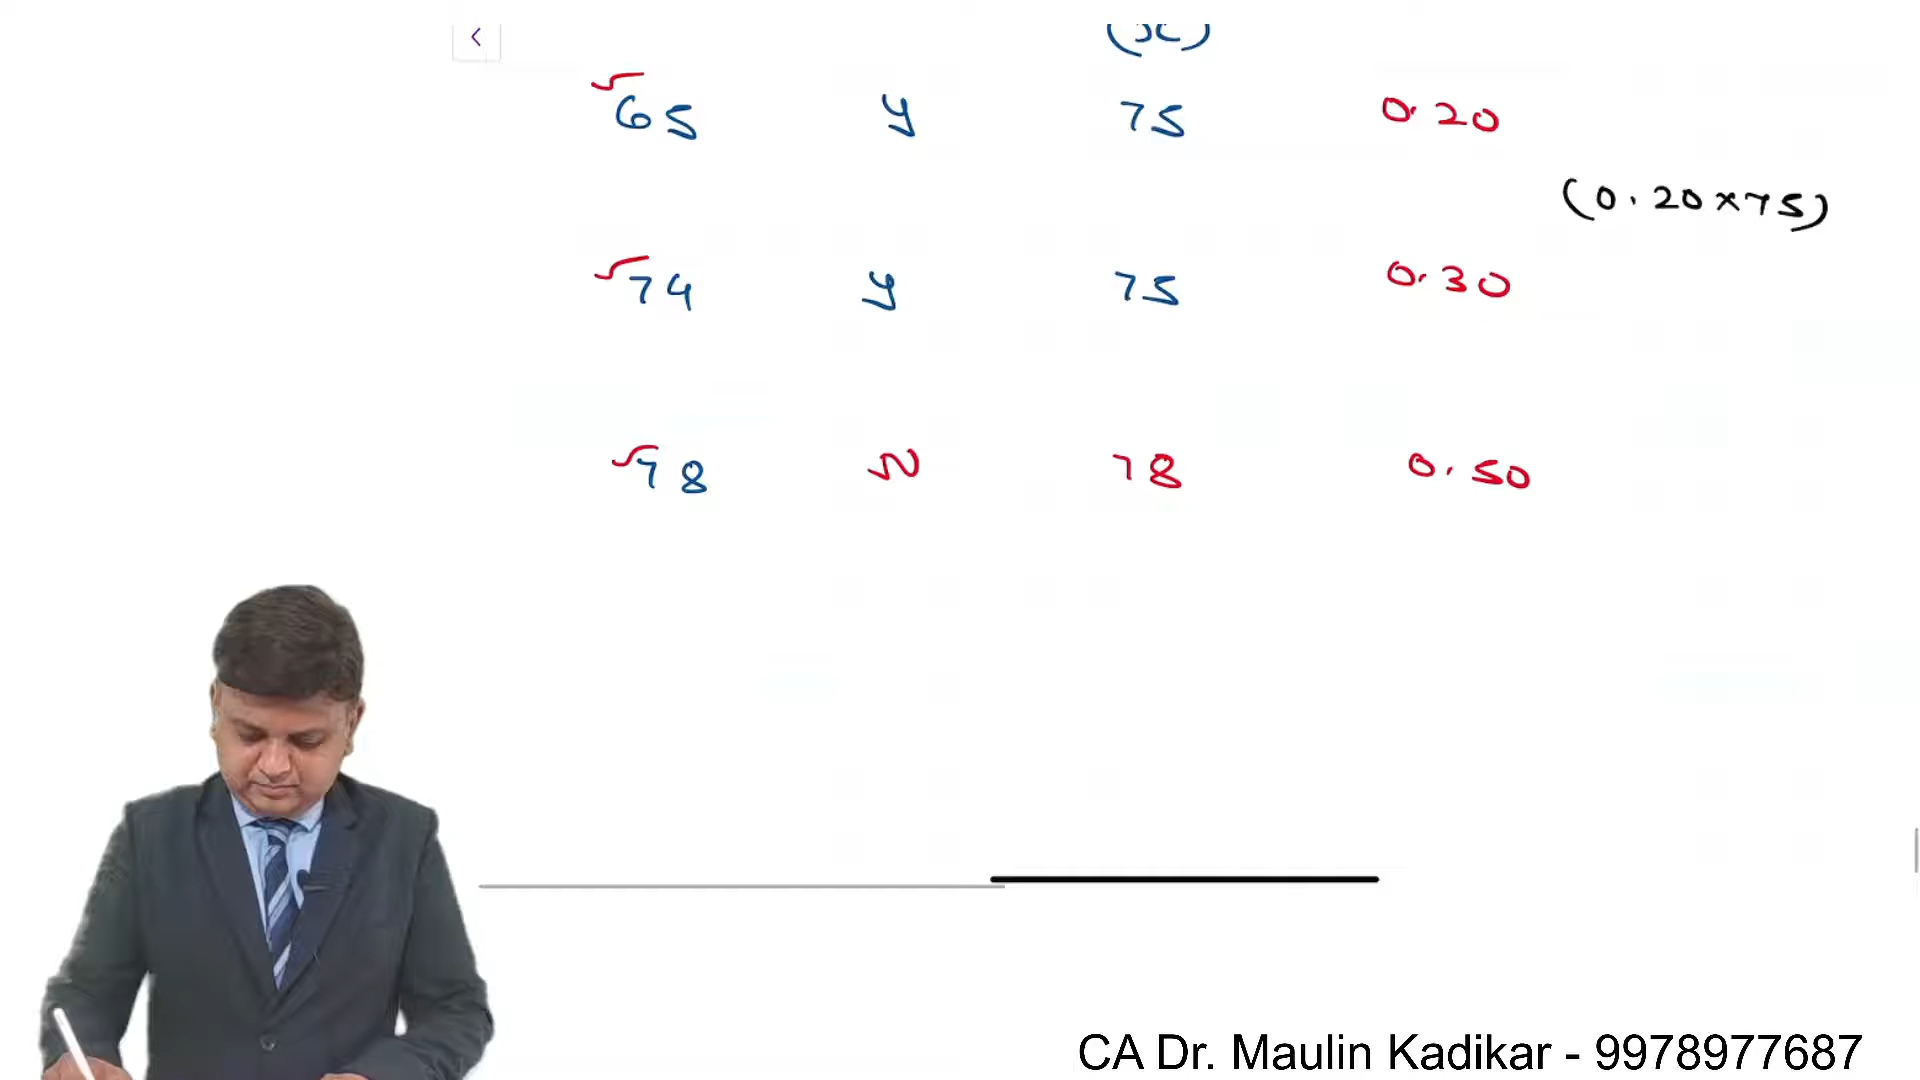 (x)
65 y 75 0.20
(0.20×75)
74 y 75 0.30
78 N 78 0.50
CA Dr. Maulin Kadikar - 9978977687